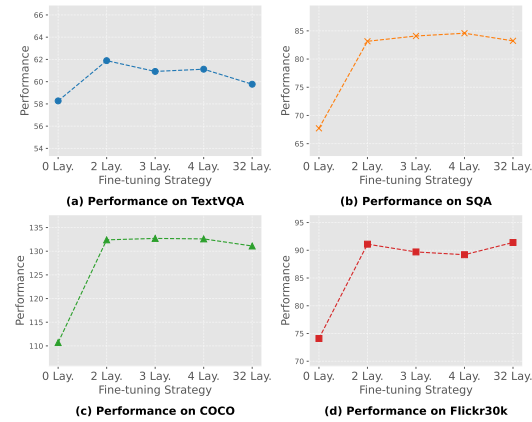 66
64
62
60
58
56
54
Performance
0 Lay. 2 Lay. 3 Lay. 4 Lay. 32 Lay.
Fine-tuning Strategy
(a) Performance on TextVQA
85
80
75
70
65
Performance
0 Lay. 2 Lay. 3 Lay. 4 Lay. 32 Lay.
Fine-tuning Strategy
(b) Performance on SQA
135
130
125
120
115
110
Performance
0 Lay. 2 Lay. 3 Lay. 4 Lay. 32 Lay.
Fine-tuning Strategy
(c) Performance on COCO
95
90
85
80
75
70
Performance
0 Lay. 2 Lay. 3 Lay. 4 Lay. 32 Lay.
Fine-tuning Strategy
(d) Performance on Flickr30k